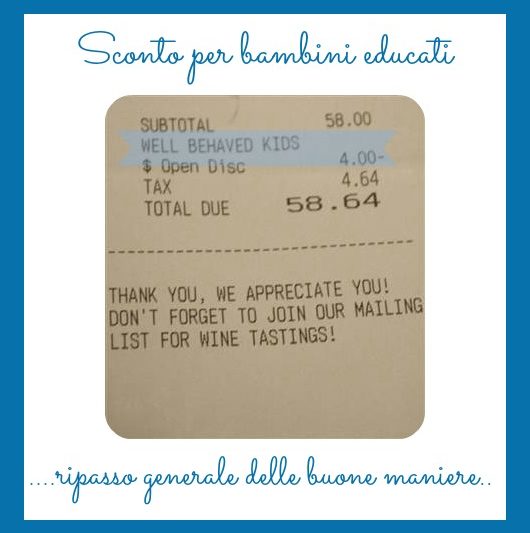 Sconto per bambini educati
SUBTOTAL 58.00
WELL BEHAVED KIDS
$ Open Disc 4.00-
TAX 4.64
TOTAL DUE 58.64
THANK YOU, WE APPRECIATE YOU!
DON'T FORGET TO JOIN OUR MAILING
LIST FOR WINE TASTINGS!
....ripasso generale delle buone maniere..